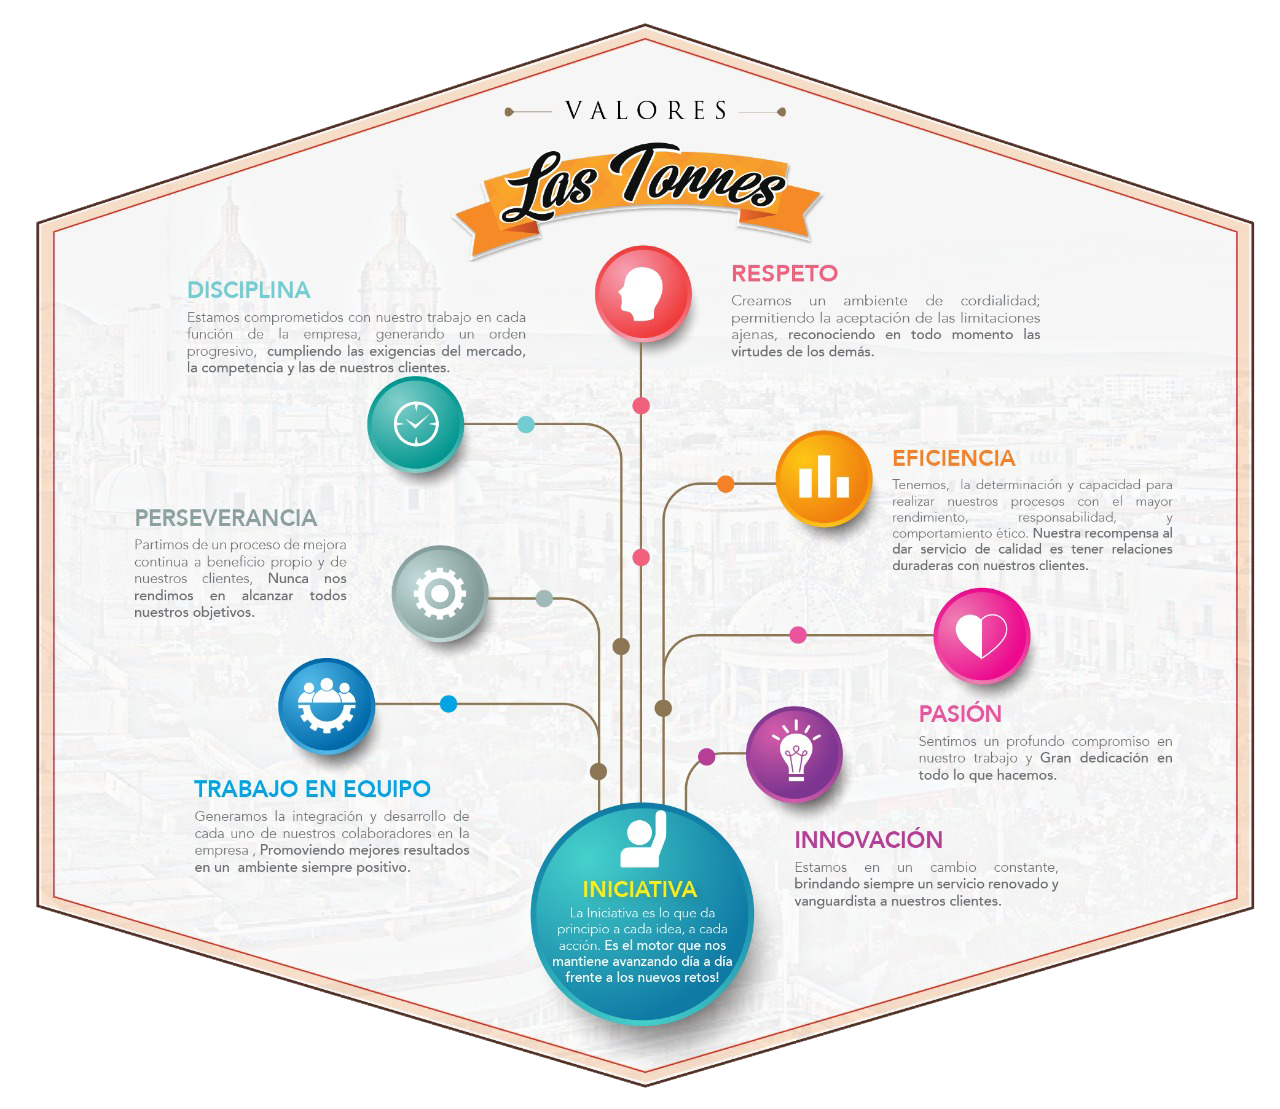 VALORES
Las Torres
DISCIPLINA
Estamos comprometidos con nuestro trabajo en cada
función de la empresa, generando un orden
progresivo, cumpliendo las exigencias del mercado,
la competencia y las de nuestros clientes.
RESPETO
Creamos un ambiente de cordialidad;
permitiendo la aceptación de las limitaciones
ajenas, reconociendo en todo momento las
virtudes de los demás.
EFICIENCIA
Tenemos, la determinación y capacidad para
realizar nuestros procesos con el mayor
rendimiento, responsabilidad, y
comportamiento ético. Nuestra recompensa al
dar servicio de calidad es tener relaciones
duraderas con nuestros clientes.
PERSEVERANCIA
Partimos de un proceso de mejora
continua a beneficio propio y de
nuestros clientes, Nunca nos
rendimos en alcanzar todos
nuestros objetivos.
PASIÓN
Sentimos un profundo compromiso en
nuestro trabajo y Gran dedicación en
todo lo que hacemos.
TRABAJO EN EQUIPO
Generamos la integración y desarrollo de
cada uno de nuestros colaboradores en la
empresa , Promoviendo mejores resultados
en un ambiente siempre positivo.
INNOVACIÓN
Estamos en un cambio constante,
brindando siempre un servicio renovado y
vanguardista a nuestros clientes.
INICIATIVA
La Iniciativa es lo que da
principio a cada idea, a cada
acción. Es el motor que nos
mantiene avanzando día a día
frente a los nuevos retos!